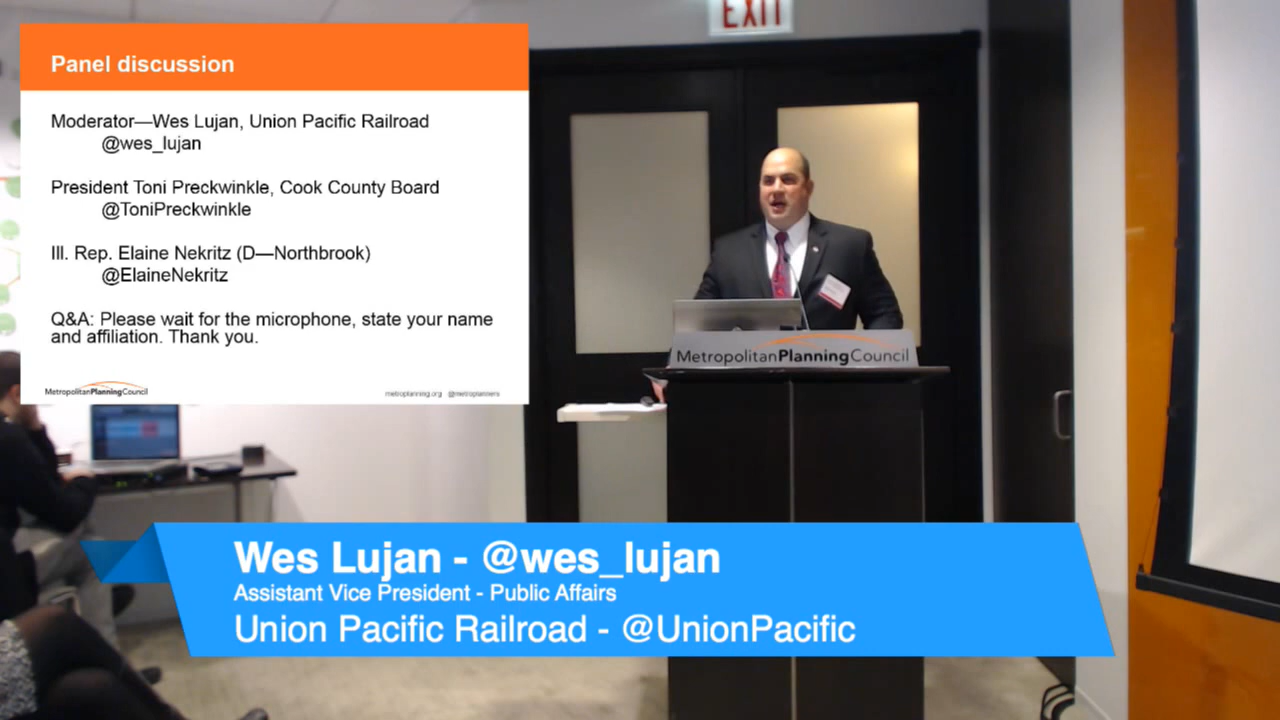 EXIT
Panel discussion
Moderator—Wes Lujan, Union Pacific Railroad
@wes_lujan
President Toni Preckwinkle, Cook County Board
@ToniPreckwinkle
Ill. Rep. Elaine Nekritz (D—Northbrook)
@ElaineNekritz
Q&A: Please wait for the microphone, state your name
and affiliation. Thank you.
MetropolitanPlanningCouncil
metroplanning.org @metroplanners
MetropolitanPlanningCouncil
Wes Lujan - @wes_lujan
Assistant Vice President - Public Affairs
Union Pacific Railroad - @UnionPacific